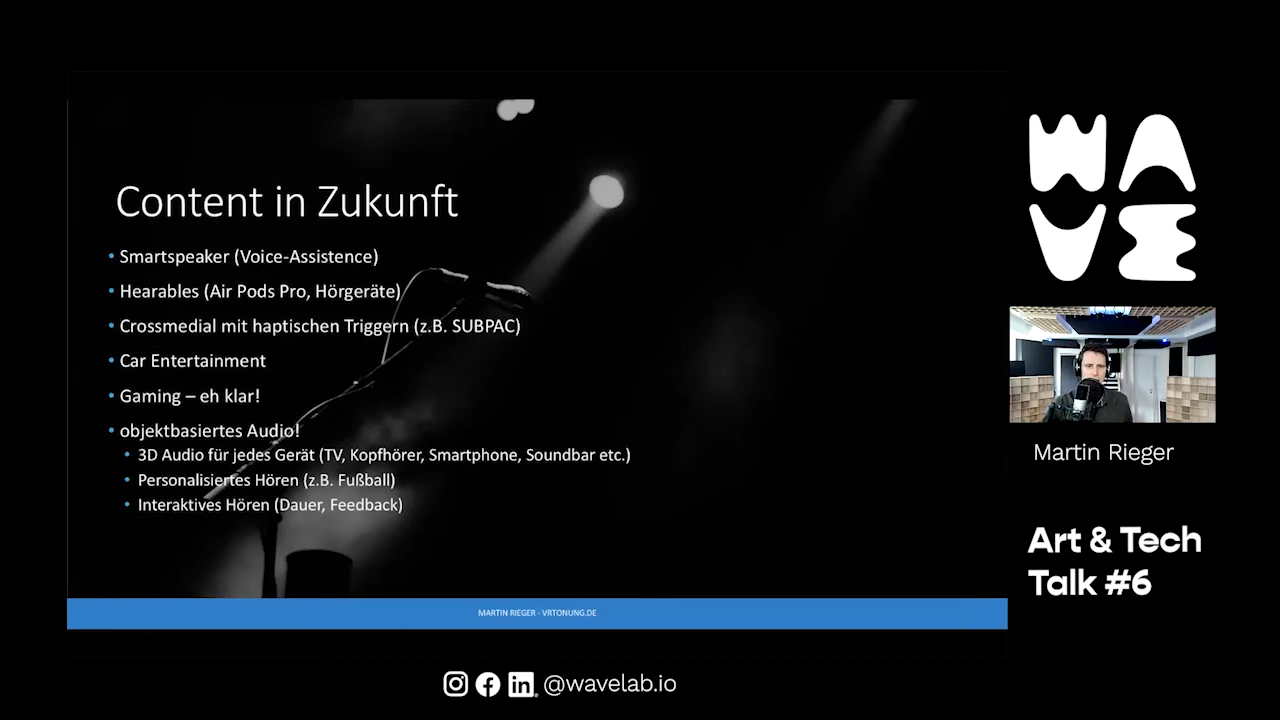 Content in Zukunft
• Smartspeaker (Voice-Assistence)
• Hearables (Air Pods Pro, Hörgeräte)
• Crossmedial mit haptischen Triggern (z.B. SUBPAC)
• Car Entertainment
• Gaming – eh klar!
• objektbasiertes Audio!
• 3D Audio für jedes Gerät (TV, Kopfhörer, Smartphone, Soundbar etc.)
• Personalisiertes Hören (z.B. Fußball)
• Interaktives Hören (Dauer, Feedback)
MARTIN RIEGER - VRTONUNG.DE
WA
VE
Martin Rieger
Art & Tech
Talk #6
in @wavelab.io